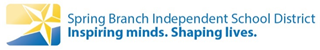 Spring Branch Independent School District
Inspiring minds. Shaping lives.